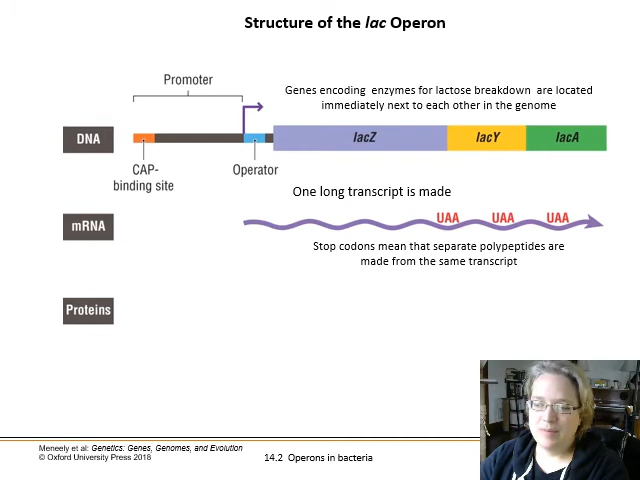 Structure of the lac Operon
Promoter
Genes encoding enzymes for lactose breakdown are located
immediately next to each other in the genome
DNA
lacZ
lacY
lacA
CAP-
binding site
Operator
One long transcript is made
mRNA
UAA
UAA
UAA
Stop codons mean that separate polypeptides are
made from the same transcript
Proteins
Meneely et al: Genetics: Genes, Genomes, and Evolution
© Oxford University Press 2018
14.2 Operons in bacteria